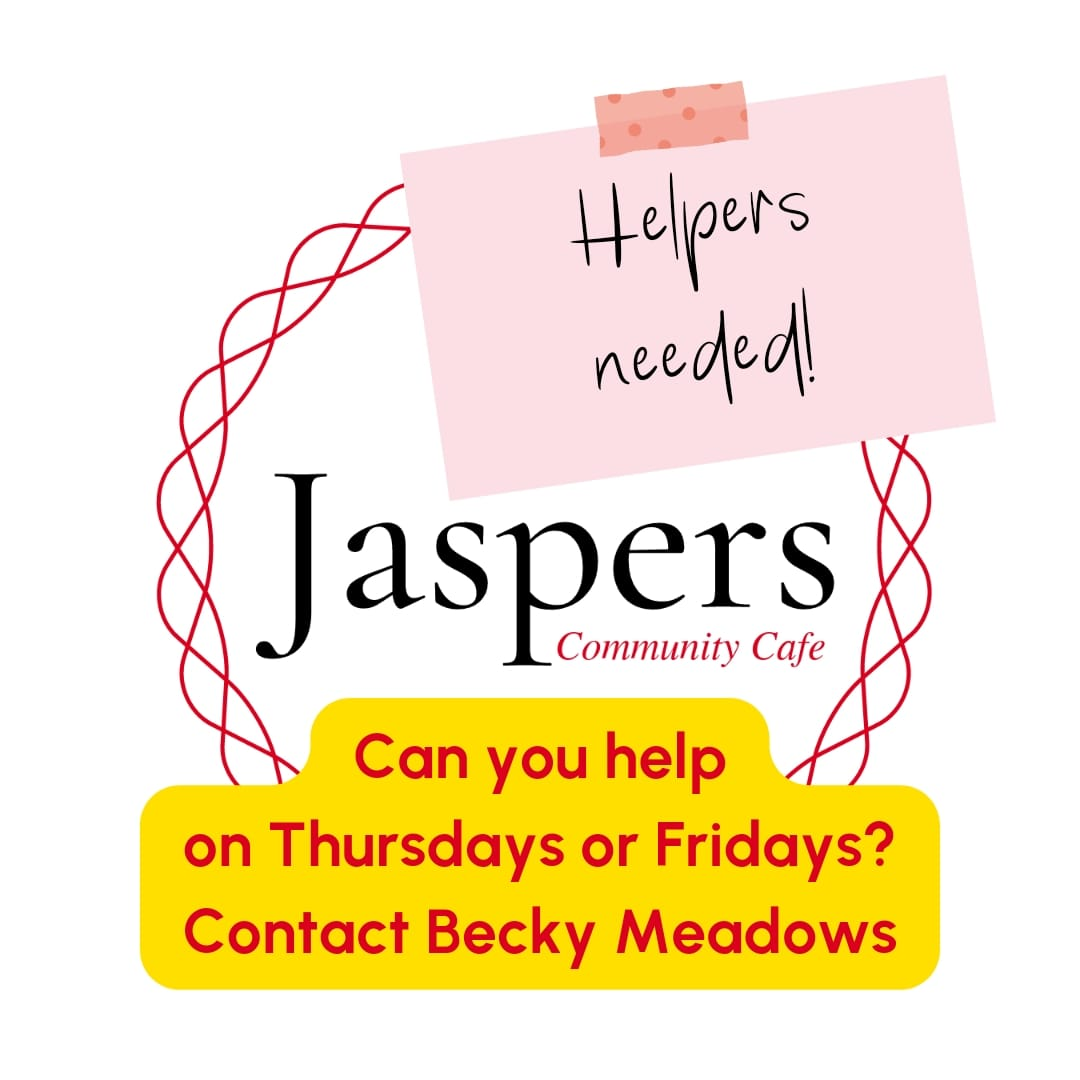 Helpers
needed!
Jaspers
Community Cafe
Can you help
on Thursdays or Fridays?
Contact Becky Meadows